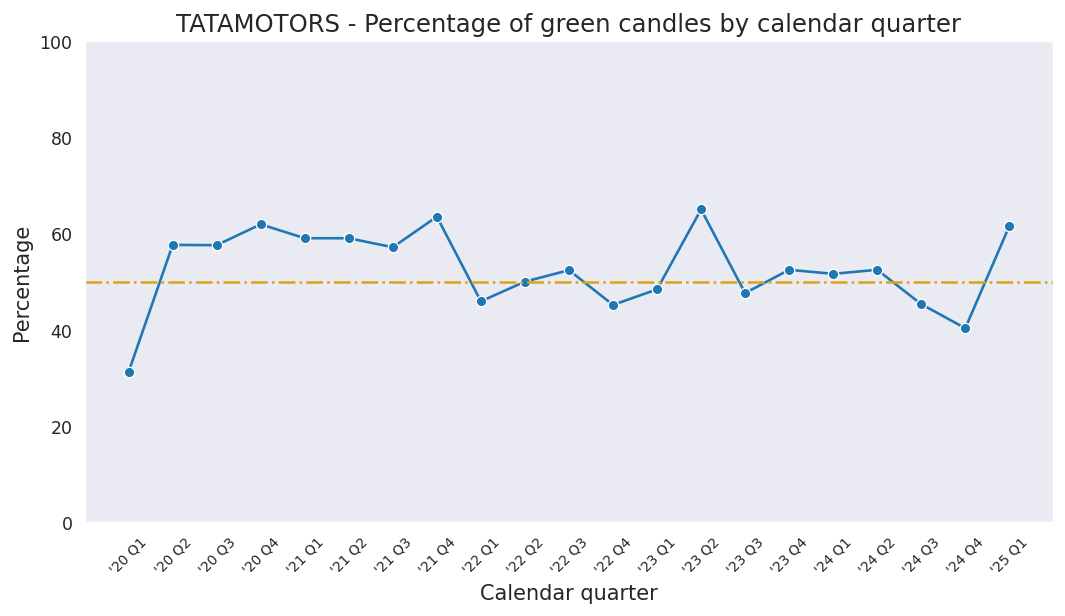 TATAMOTORS - Percentage of green candles by calendar quarter
100
80
60
40
20
0
Percentage
'20 Q1
'20 Q2
'20 Q3
'20 Q4
'21 Q1
'21 Q2
'21 Q3
'21 Q4
'22 Q1
'22 Q2
'22 Q3
'22 Q4
'23 Q1
'23 Q2
'23 Q3
'23 Q4
'24 Q1
'24 Q2
'24 Q3
'24 Q4
'25 Q1
Calendar quarter